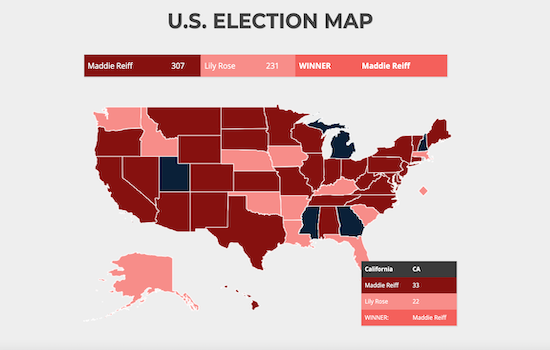 U.S. ELECTION MAP
Maddie Reiff 307 Lily Rose 231 WINNER Maddie Reiff
California CA
Maddie Reiff 33
Lily Rose 22
WINNER: Maddie Reiff